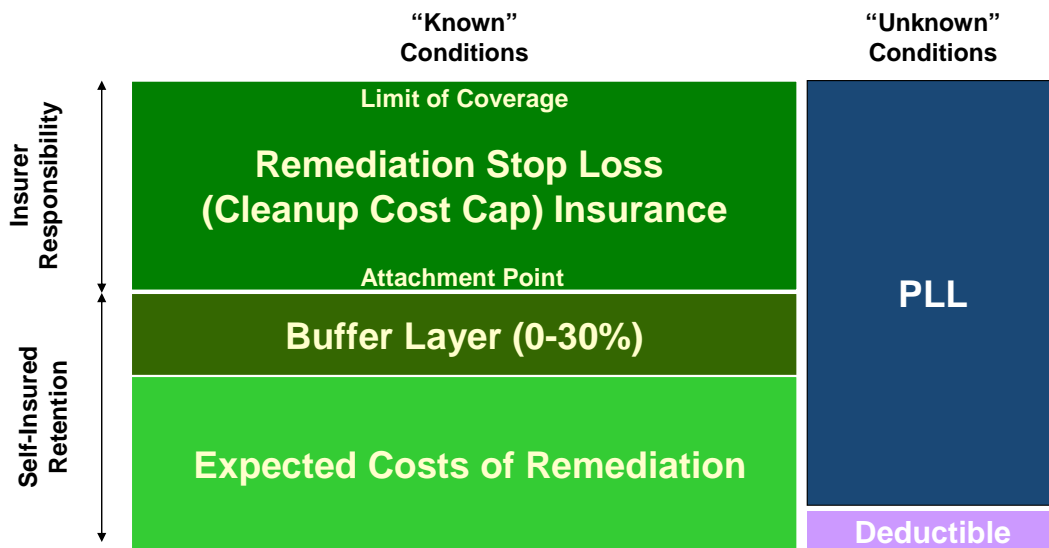 “Known”
Conditions
“Unknown”
Conditions
Insurer
Responsibility
Limit of Coverage
Remediation Stop Loss
(Cleanup Cost Cap) Insurance
Attachment Point
PLL
Self-Insured
Retention
Buffer Layer (0-30%)
Expected Costs of Remediation
Deductible